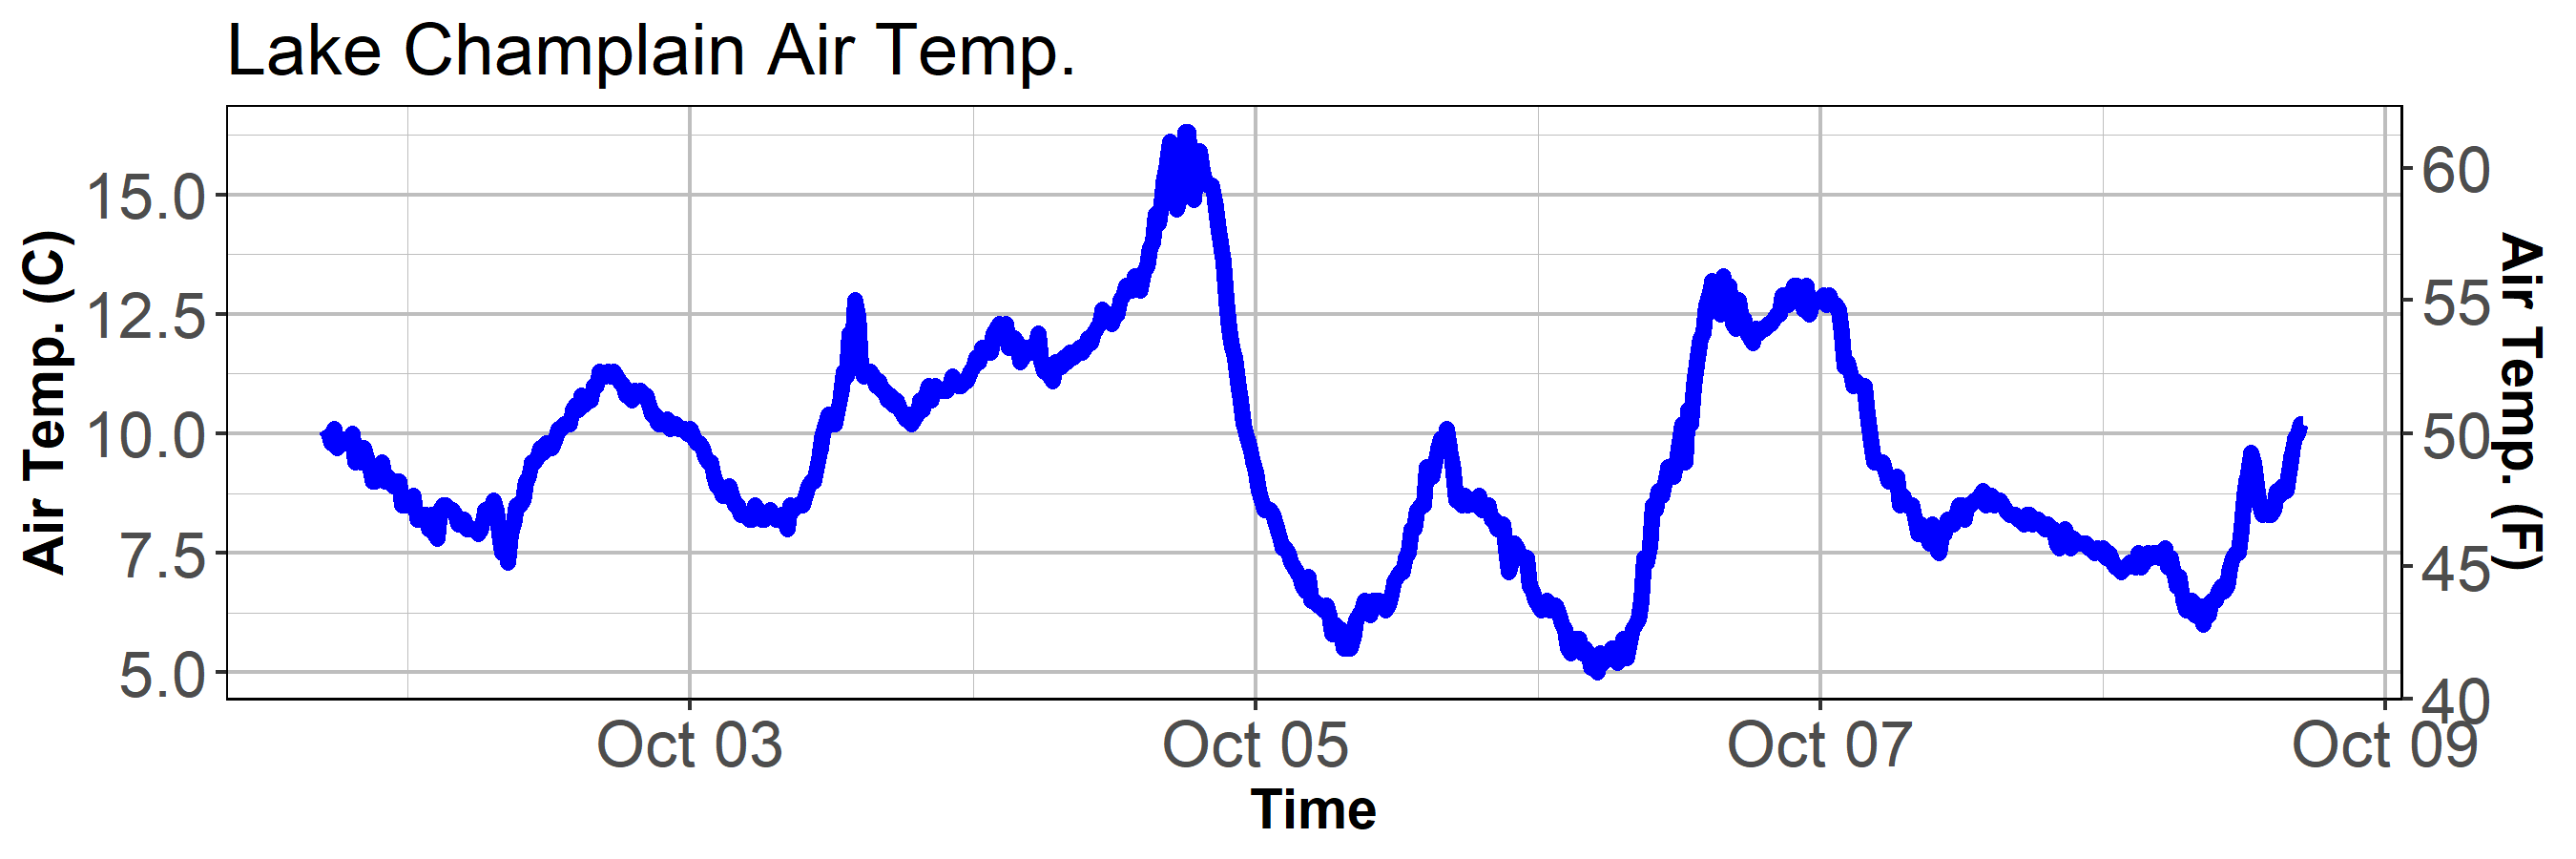 Lake Champlain Air Temp.
Air Temp. (C)
15.0
12.5
10.0
7.5
5.0
60
55
50
45
40
Air Temp. (F)
Oct 03 Oct 05 Oct 07 Oct 09
Time